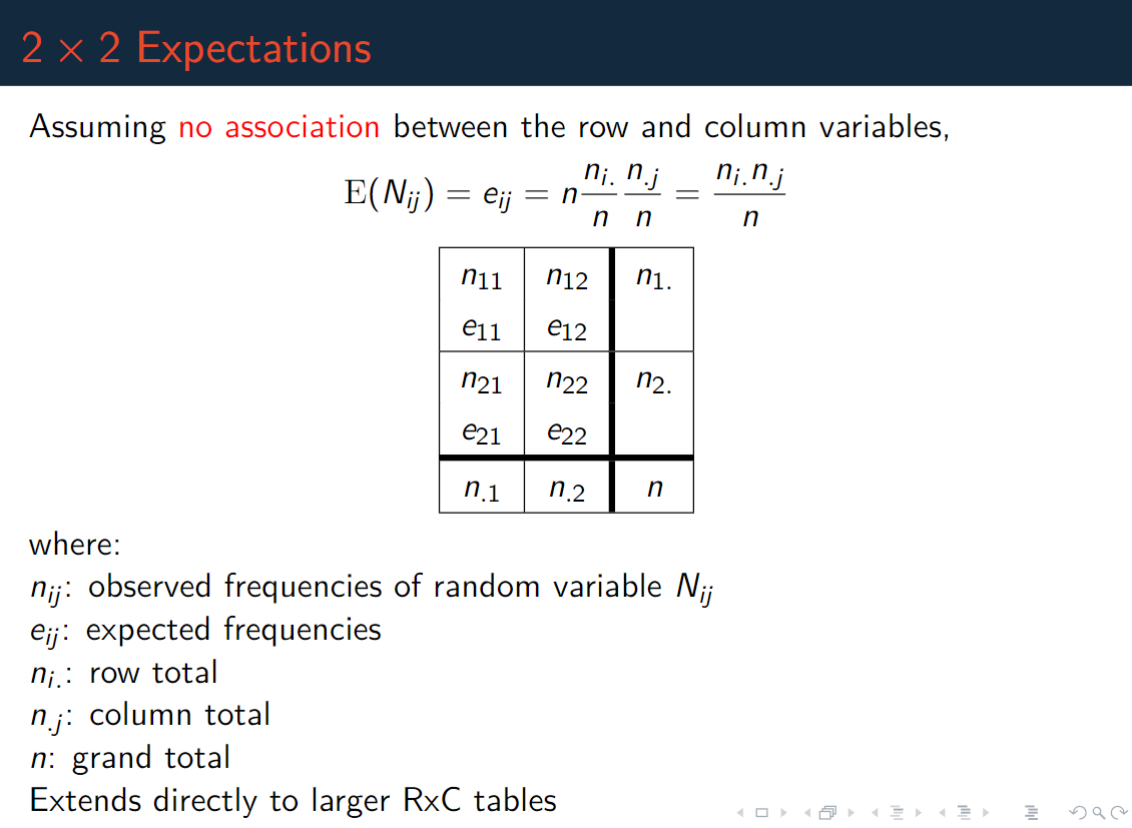 2 × 2 Expectations
Assuming no association between the row and column variables,
E(N_{ij}) = e_{ij} = n \frac{n_{i.}}{n} \frac{n_{.j}}{n} = \frac{n_{i.} n_{.j}}{n}
n_{11} n_{12} n_{1.}
e_{11} e_{12}
n_{21} n_{22} n_{2.}
e_{21} e_{22}
n_{.1} n_{.2} n
where:
n_{ij}: observed frequencies of random variable N_{ij}
e_{ij}: expected frequencies
n_{i.}: row total
n_{.j}: column total
n: grand total
Extends directly to larger RxC tables